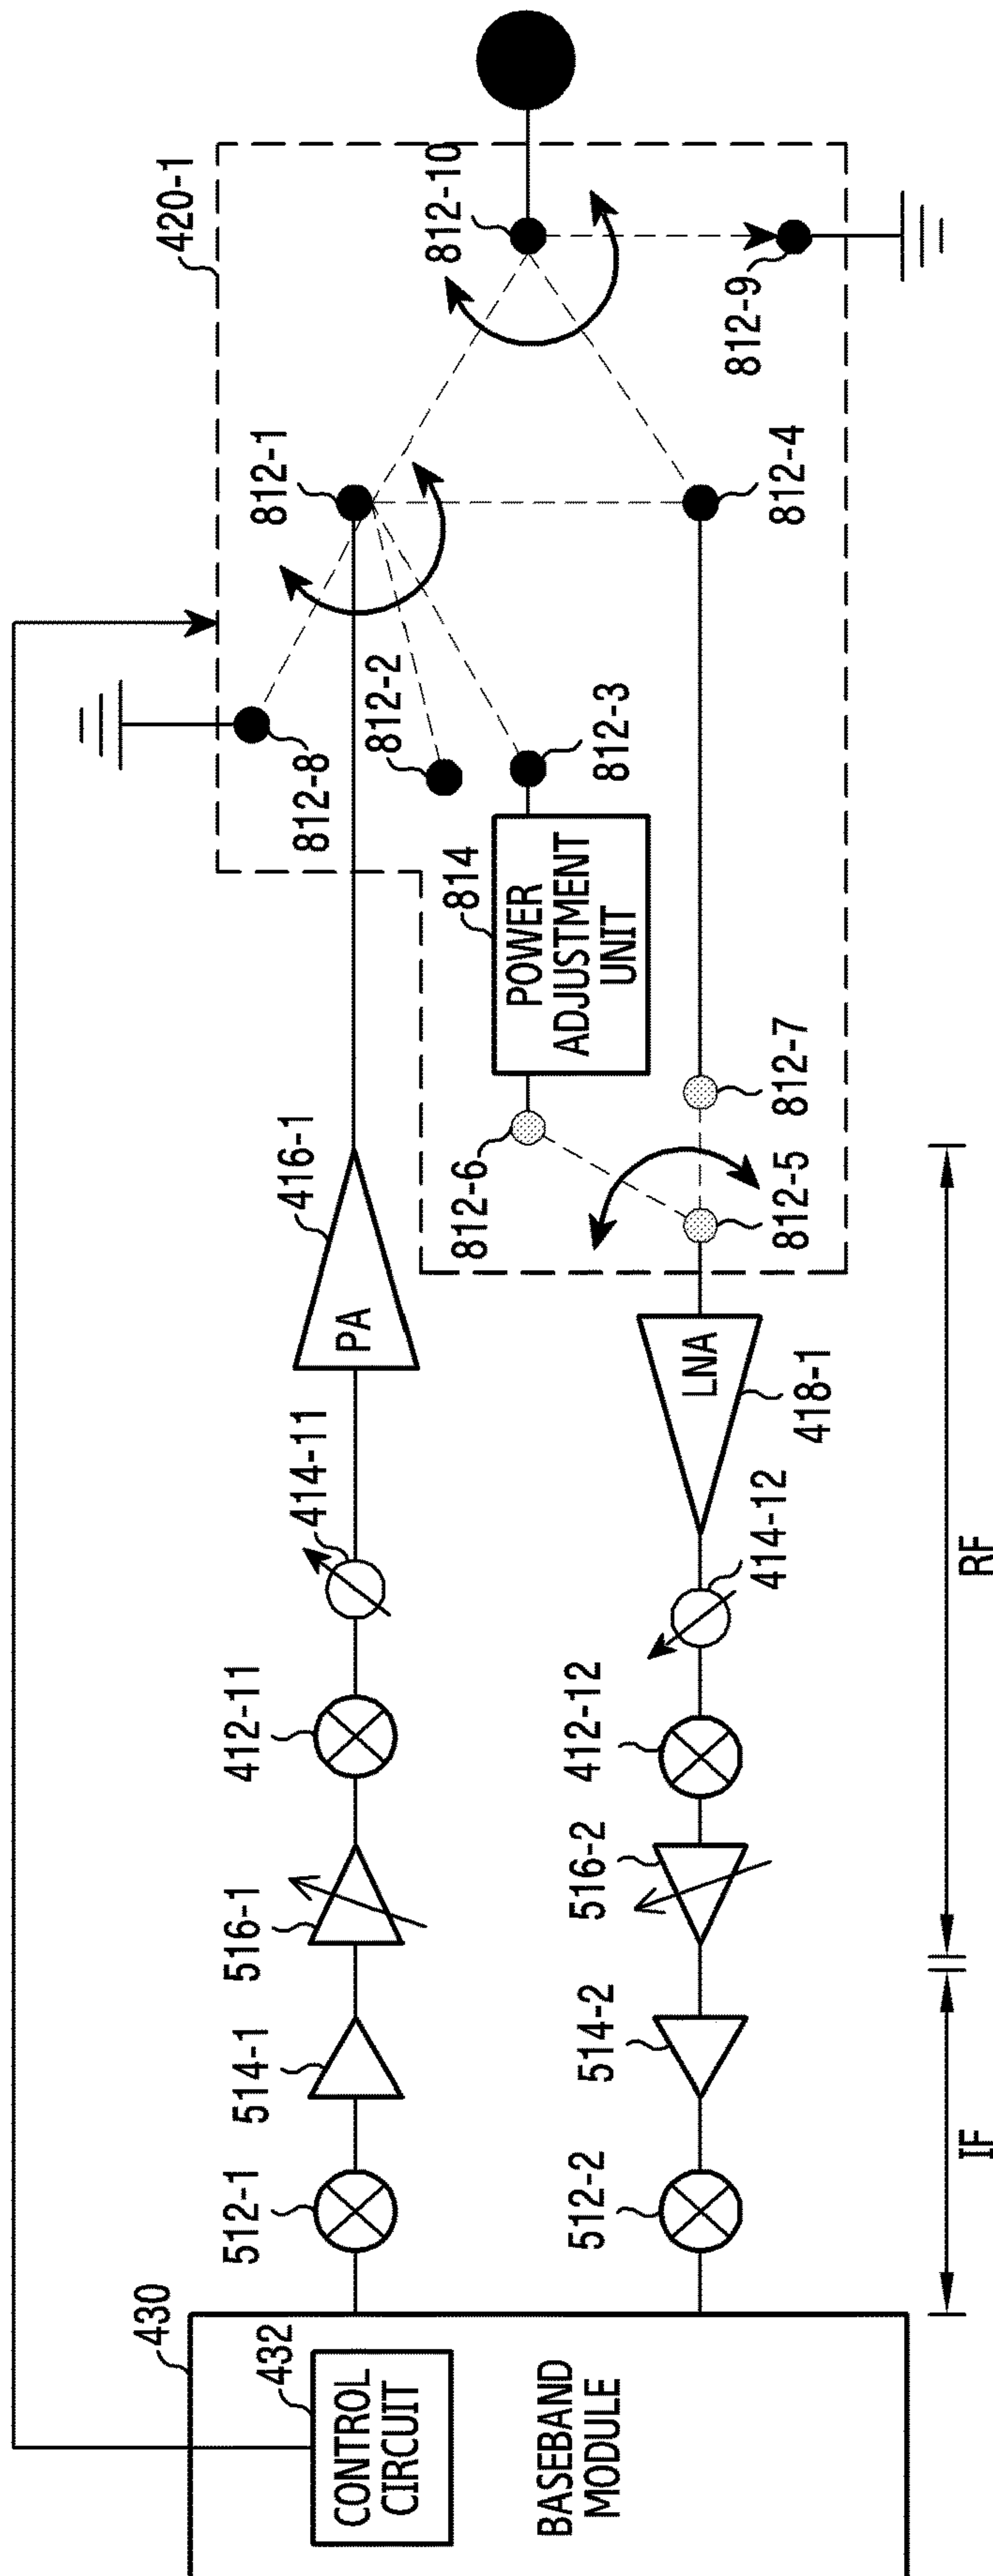 430
432
CONTROL
CIRCUIT
BASEBAND
MODULE
512-1
514-1
516-1
412-11
414-11
416-1
PA
512-2
514-2
516-2
412-12
414-12
418-1
LNA
420-1
812-8
812-1
812-10
812-2
812-3
814
POWER
ADJUSTMENT
UNIT
812-6
812-5
812-7
812-4
812-9
IF
RF